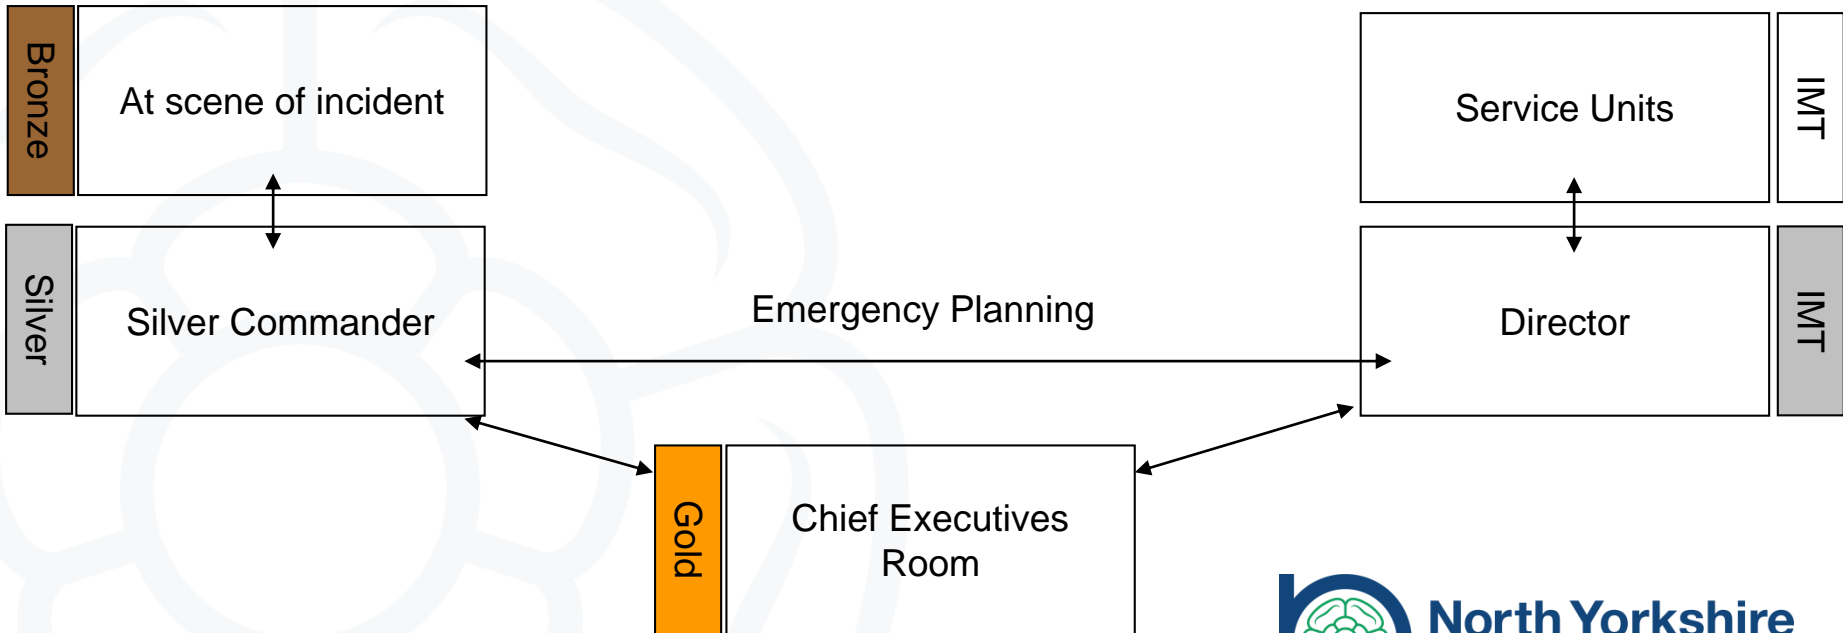 Bronze
At scene of incident
Service Units
IMT
Silver
Silver Commander
Emergency Planning
Director
IMT
Gold
Chief Executives
Room
North Yorkshire